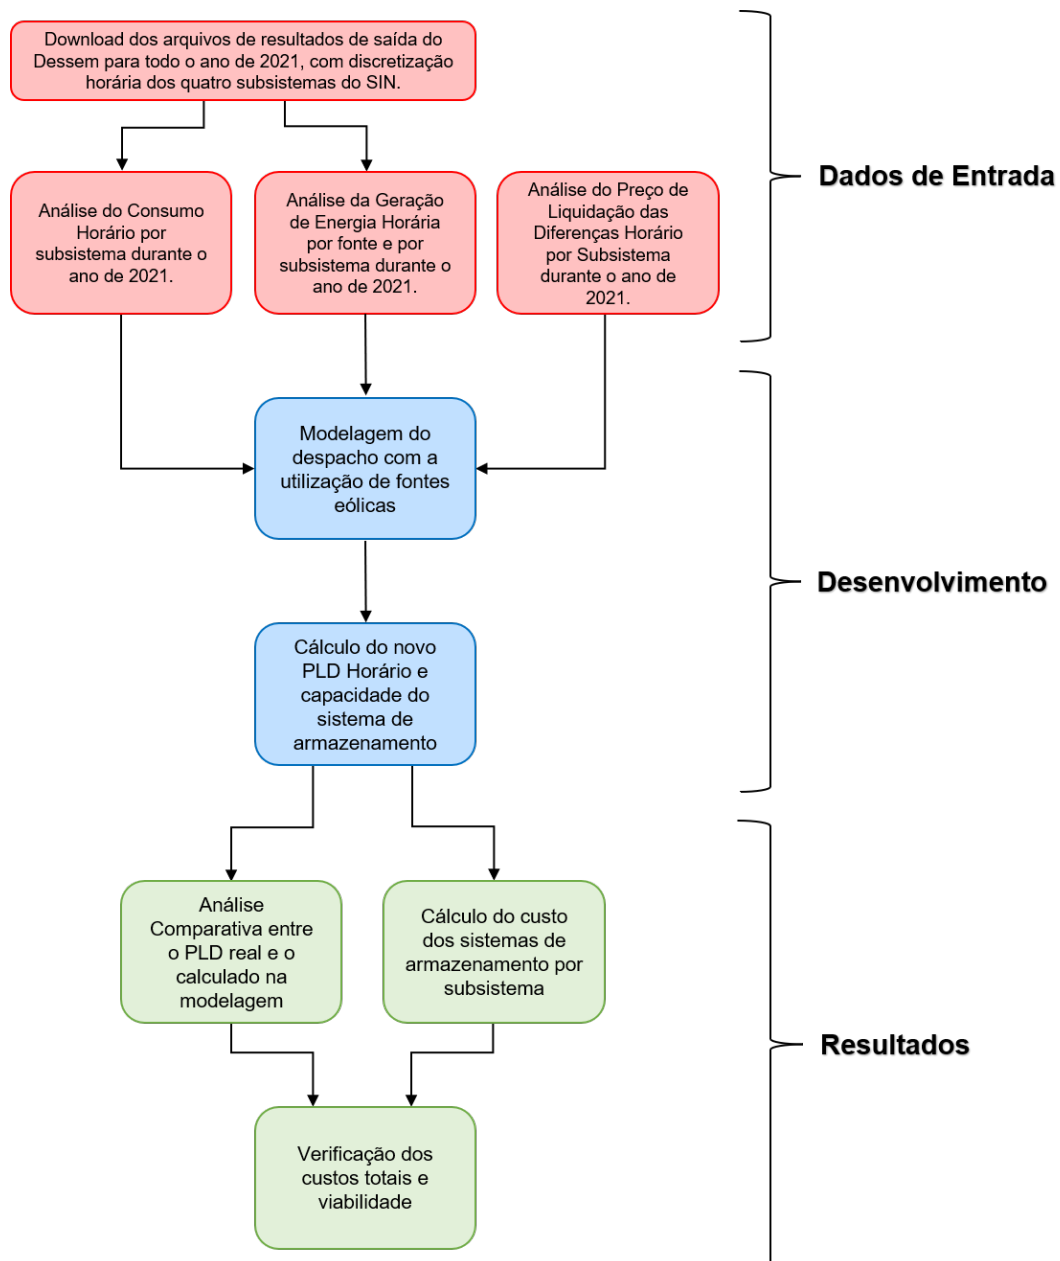 Download dos arquivos de resultados de saída do
Dessem para todo o ano de 2021, com discretização
horária dos quatro subsistemas do SIN.
Dados de Entrada
Análise do Consumo
Horário por
subsistema durante o
ano de 2021.
Análise da Geração
de Energia Horária
por fonte e por
subsistema durante o
ano de 2021.
Análise do Preço de
Liquidação das
Diferenças Horário
por Subsistema
durante o ano de
2021.
Modelagem do
despacho com a
utilização de fontes
eólicas
Desenvolvimento
Cálculo do novo
PLD Horário e
capacidade do
sistema de
armazenamento
Análise
Comparativa entre
o PLD real e o
calculado na
modelagem
Cálculo do custo
dos sistemas de
armazenamento por
subsistema
Resultados
Verificação dos
custos totais e
viabilidade